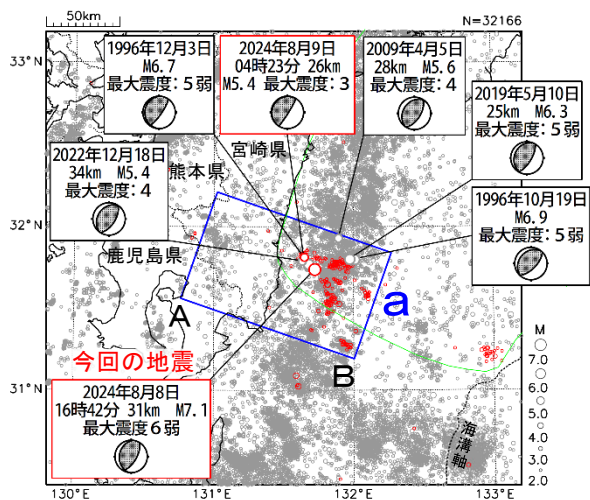 50km
N=32166
33°N
32°N
31°N
1996年12月3日
M6.7
最大震度:5弱
2024年8月9日
04時23分 26km
M5.4 最大震度:3
2009年4月5日
28km M5.6
最大震度:4
2019年5月10日
25km M6.3
最大震度:5弱
2022年12月18日
34km M5.4
最大震度:4
宮崎県
熊本県
1996年10月19日
M6.9
最大震度:5弱
鹿児島県
A
a
B
今回の地震
2024年8月8日
16時42分 31km M7.1
最大震度6弱
海溝軸
M
7.0
6.0
5.0
4.0
3.0
2.0
130°E
131°E
132°E
133°E